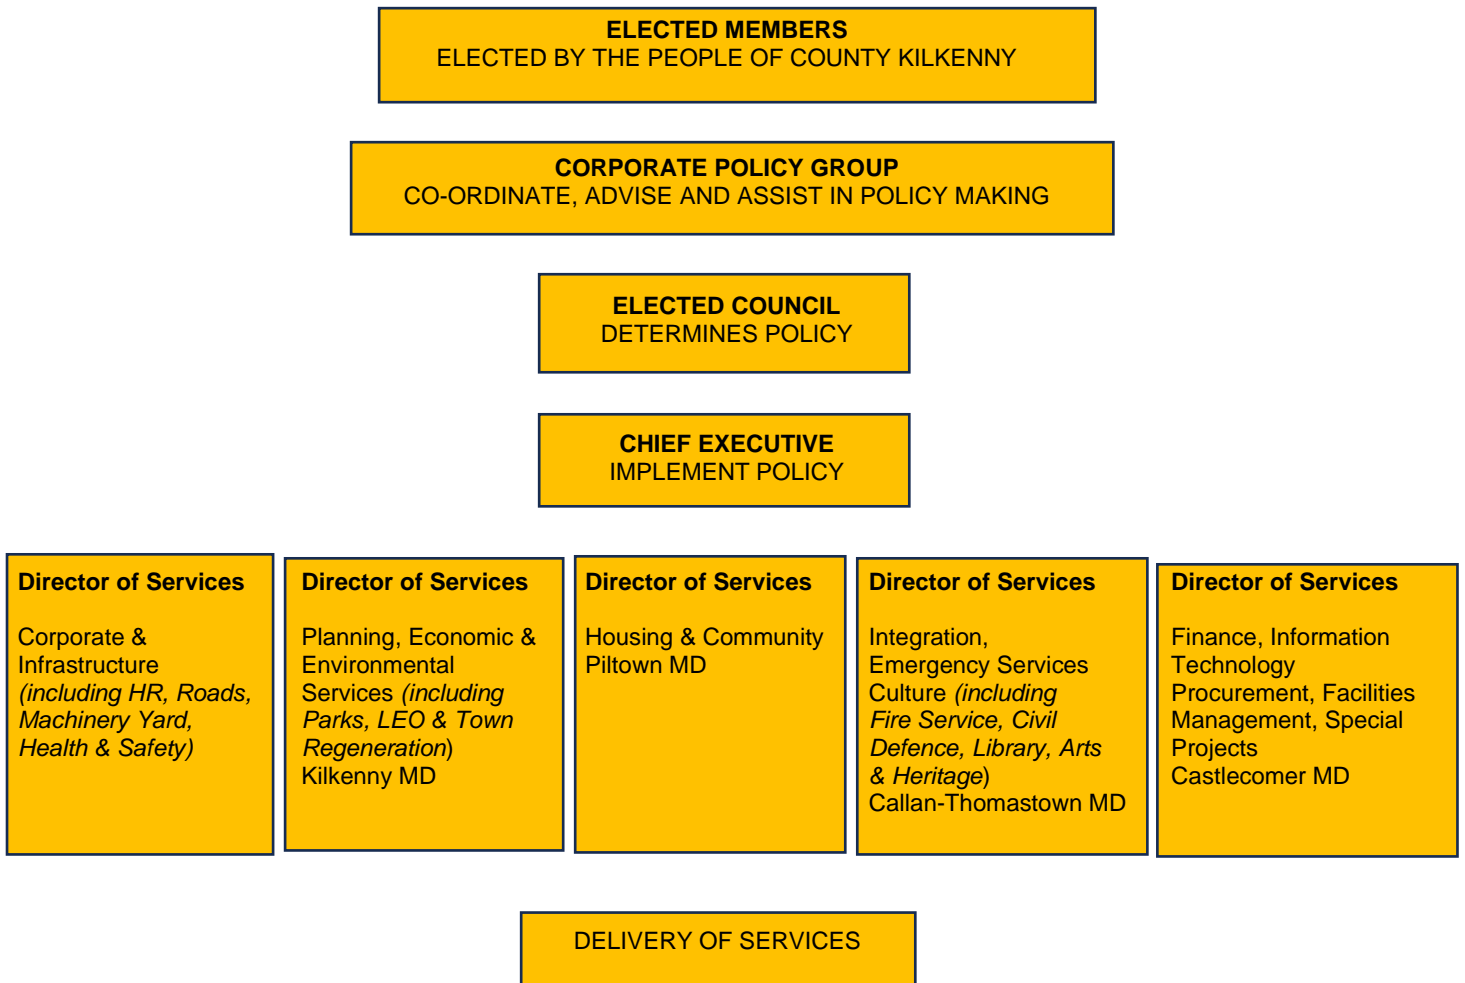 ELECTED MEMBERS
ELECTED BY THE PEOPLE OF COUNTY KILKENNY
CORPORATE POLICY GROUP
CO-ORDINATE, ADVISE AND ASSIST IN POLICY MAKING
ELECTED COUNCIL
DETERMINES POLICY
CHIEF EXECUTIVE
IMPLEMENT POLICY
Director of Services
Corporate &
Infrastructure
(including HR, Roads,
Machinery Yard,
Health & Safety)
Director of Services
Planning, Economic &
Environmental
Services (including
Parks, LEO & Town
Regeneration)
Kilkenny MD
Director of Services
Housing & Community
Piltown MD
Director of Services
Integration,
Emergency Services
Culture (including
Fire Service, Civil
Defence, Library, Arts
& Heritage)
Callan-Thomastown MD
Director of Services
Finance, Information
Technology
Procurement, Facilities
Management, Special
Projects
Castlecomer MD
DELIVERY OF SERVICES